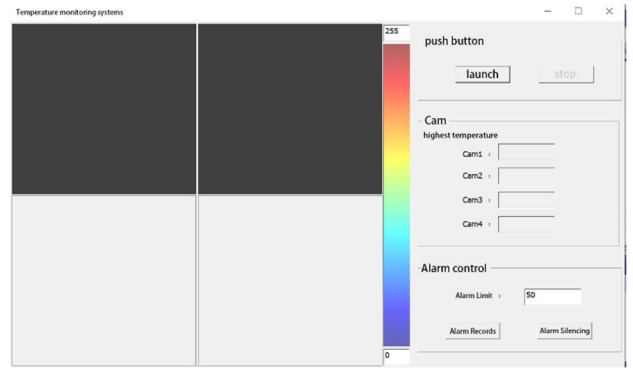 Temperature monitoring systems
255
push button
launch
stop
Cam
highest temperature
Cam1 :
Cam2 :
Cam3 :
Cam4 :
Alarm control
Alarm Limit :
50
Alarm Records
Alarm Silencing
0